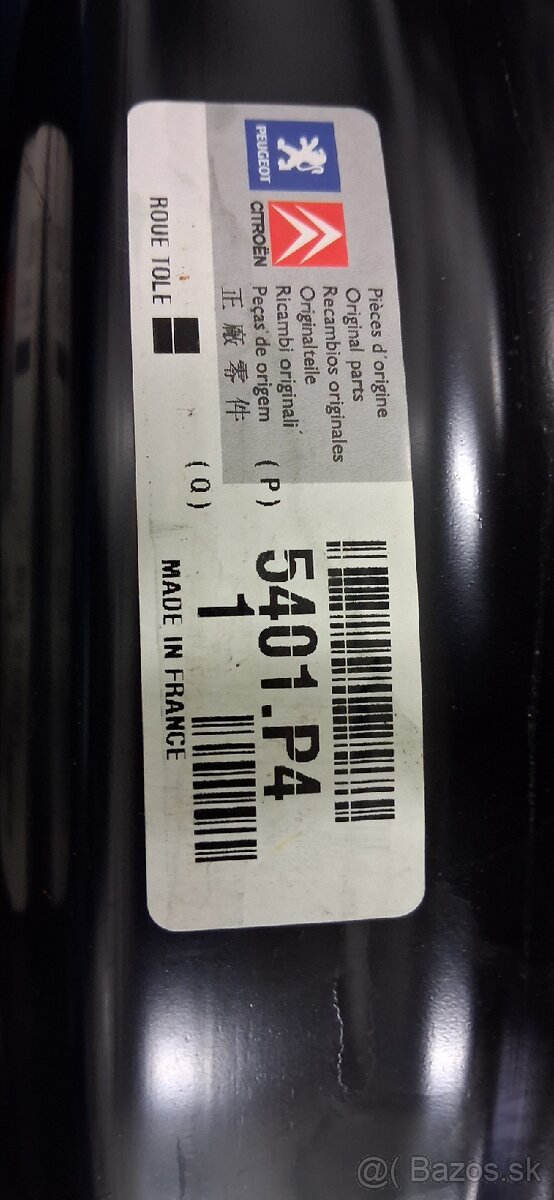 PEUGEOT
CITROËN
Pièces d'origine
Original parts
Recambios originales
Originalteile
Ricambi originali
Peças de origem
正廠零件
(P) 5401.P4
(Q) 1
ROUE TOLE
MADE IN FRANCE
@( Bazos.sk